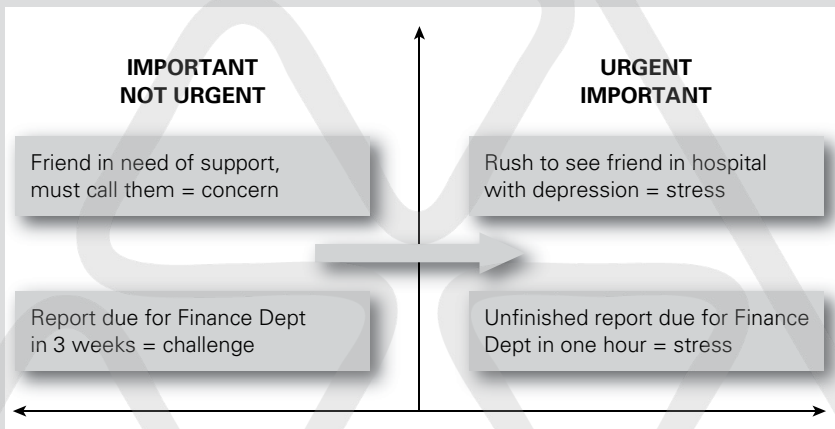 IMPORTANT
NOT URGENT
Friend in need of support,
must call them = concern
Report due for Finance Dept
in 3 weeks = challenge
URGENT
IMPORTANT
Rush to see friend in hospital
with depression = stress
Unfinished report due for Finance
Dept in one hour = stress